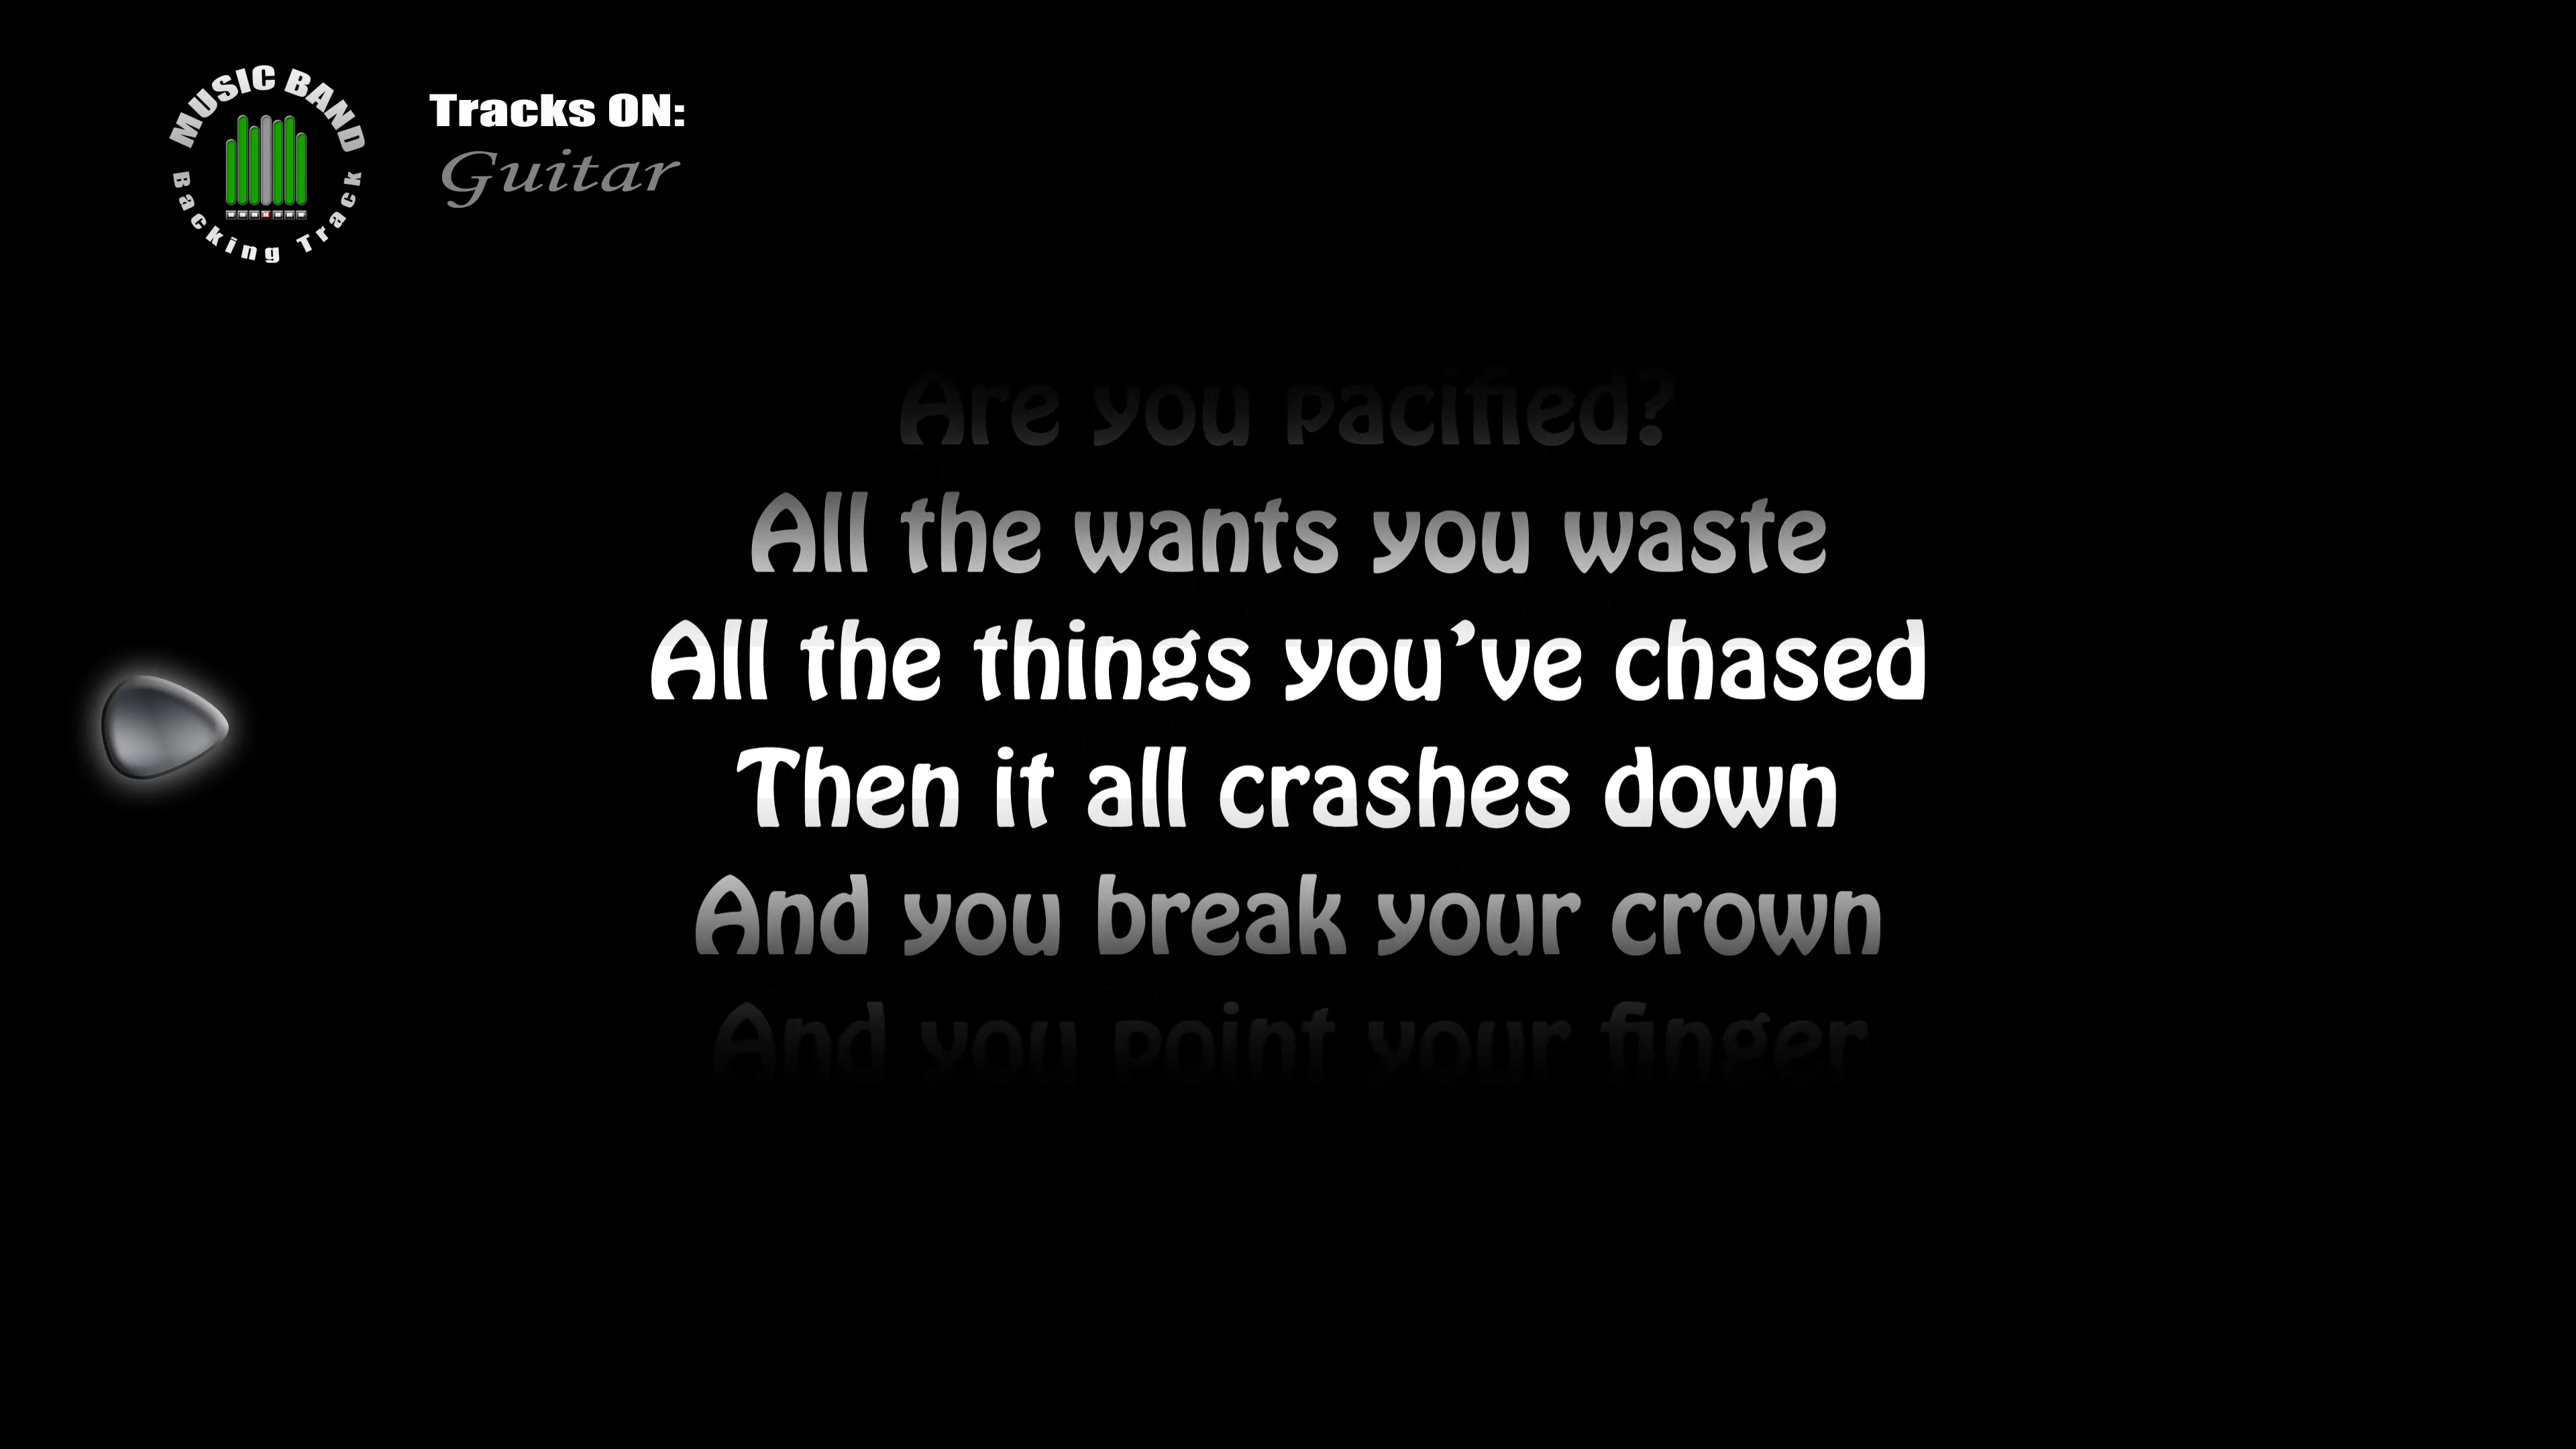 MUSIC BAND
Backing Track
Tracks ON:
Guitar
Are you pacified?
All the wants you waste
All the things you’ve chased
Then it all crashes down
And you break your crown
And you point your finger